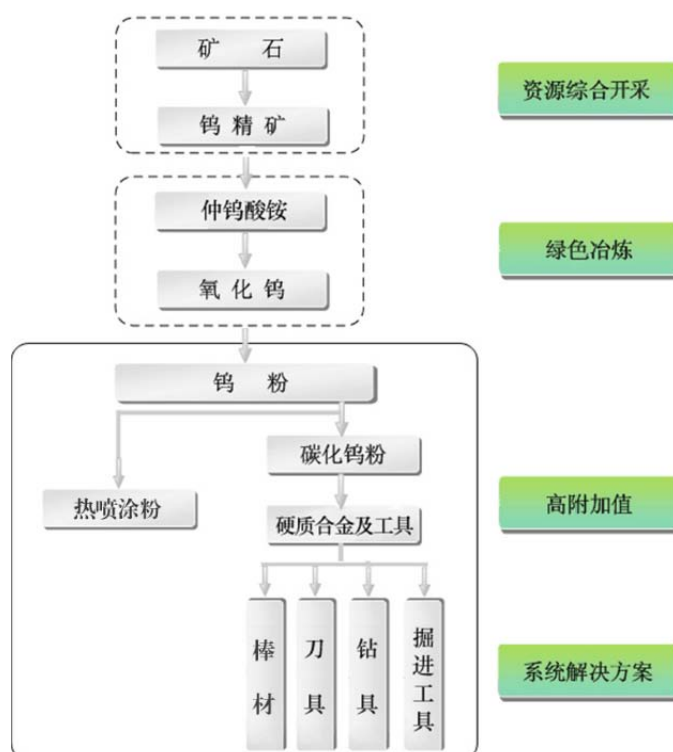 矿石
资源综合开采
钨精矿
仲钨酸铵
绿色冶炼
氧化钨
钨粉
碳化钨粉
热喷涂粉
高附加值
硬质合金及工具
棒材
刀具
钻具
掘进工具
系统解决方案